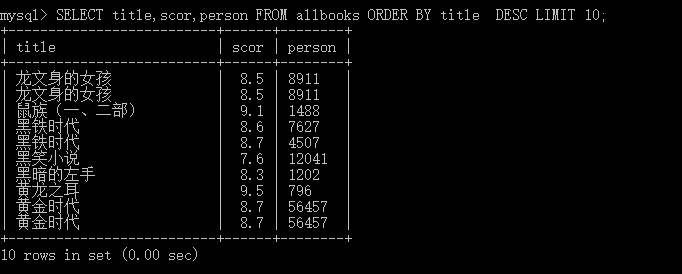 mysql> SELECT title,scor,person FROM allbooks ORDER BY title  DESC LIMIT 10;
+--------------------------+------+--------+
| title                    | scor | person |
+--------------------------+------+--------+
| 龙文身的女孩 | 8.5 | 8911 |
| 龙文身的女孩 | 8.5 | 8911 |
| 鼠族（一、二部） | 9.1 | 1488 |
| 黑铁时代 | 8.6 | 7627 |
| 黑铁时代 | 8.7 | 4507 |
| 黑笑小说 | 7.6 | 12041 |
| 黑暗的左手 | 8.3 | 1202 |
| 黄龙之耳 | 9.5 | 796 |
| 黄金时代 | 8.7 | 56457 |
| 黄金时代 | 8.7 | 56457 |
+--------------------------+------+--------+
10 rows in set (0.00 sec)